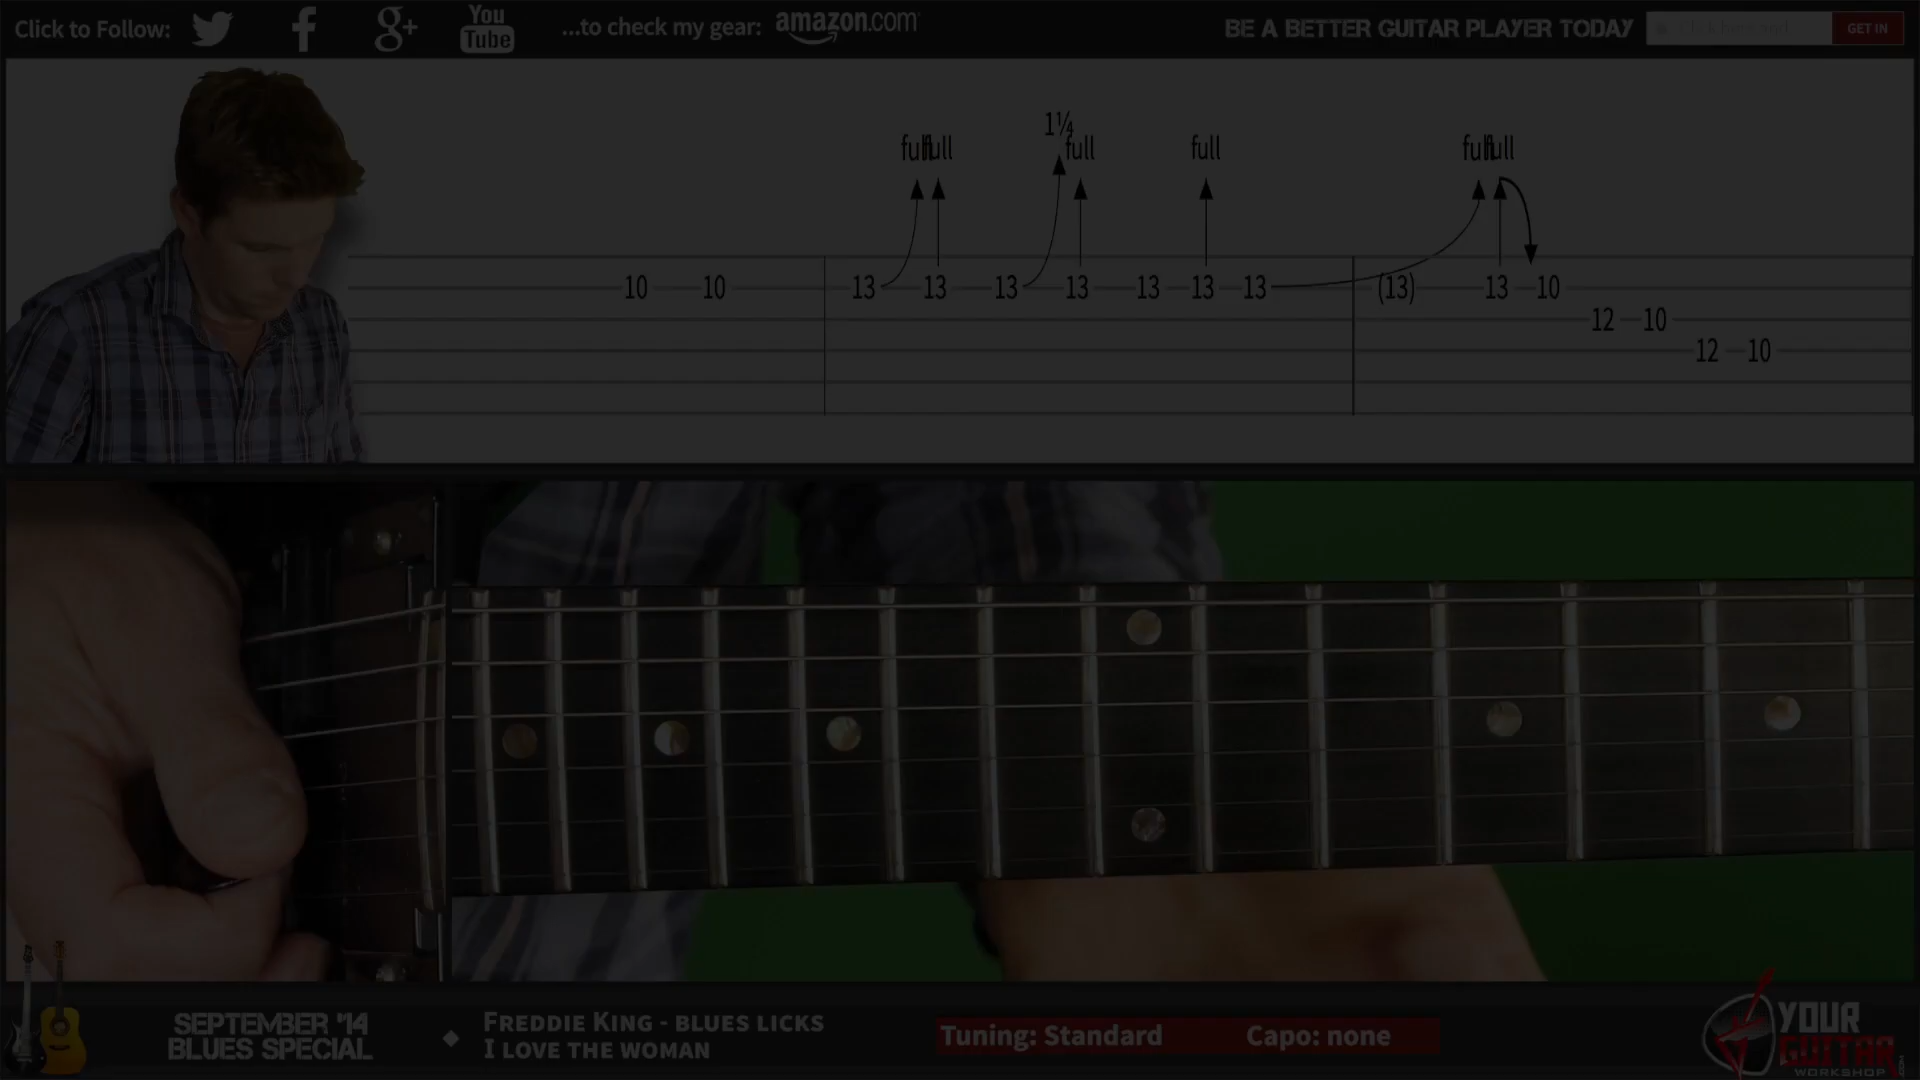 Click to Follow:
You
Tube
g+
...to check my gear: amazon.com
BE A BETTER GUITAR PLAYER TODAY
GET IN
1¼
full full full full full full
10 10 13 13 13 13 13 13 13 (13) 13 10
12 10
12 10
SEPTEMBER '14
BLUES SPECIAL
FREDDIE KING - BLUES LICKS
I LOVE THE WOMAN
Tuning: Standard Capo: none
YOUR
GUITAR
WORKSHOP